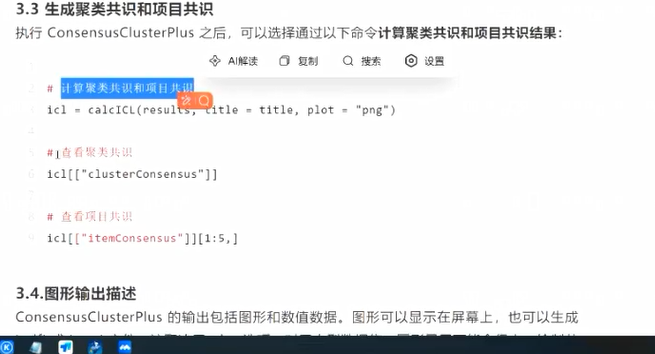 3.3 生成聚类共识和项目共识
执行 ConsensusClusterPlus 之后，可以选择通过以下命令计算聚类共识和项目共识结果：
AI解读 复制 搜索 设置
# 计算聚类共识和项目共识
icl = calcICL(results, title = title, plot = "png")
# 查看聚类共识
icl[["clusterConsensus"]]
# 查看项目共识
icl[["itemConsensus"]][1:5,]
3.4.图形输出描述
ConsensusClusterPlus 的输出包括图形和数值数据。图形可以显示在屏幕上，也可以生成